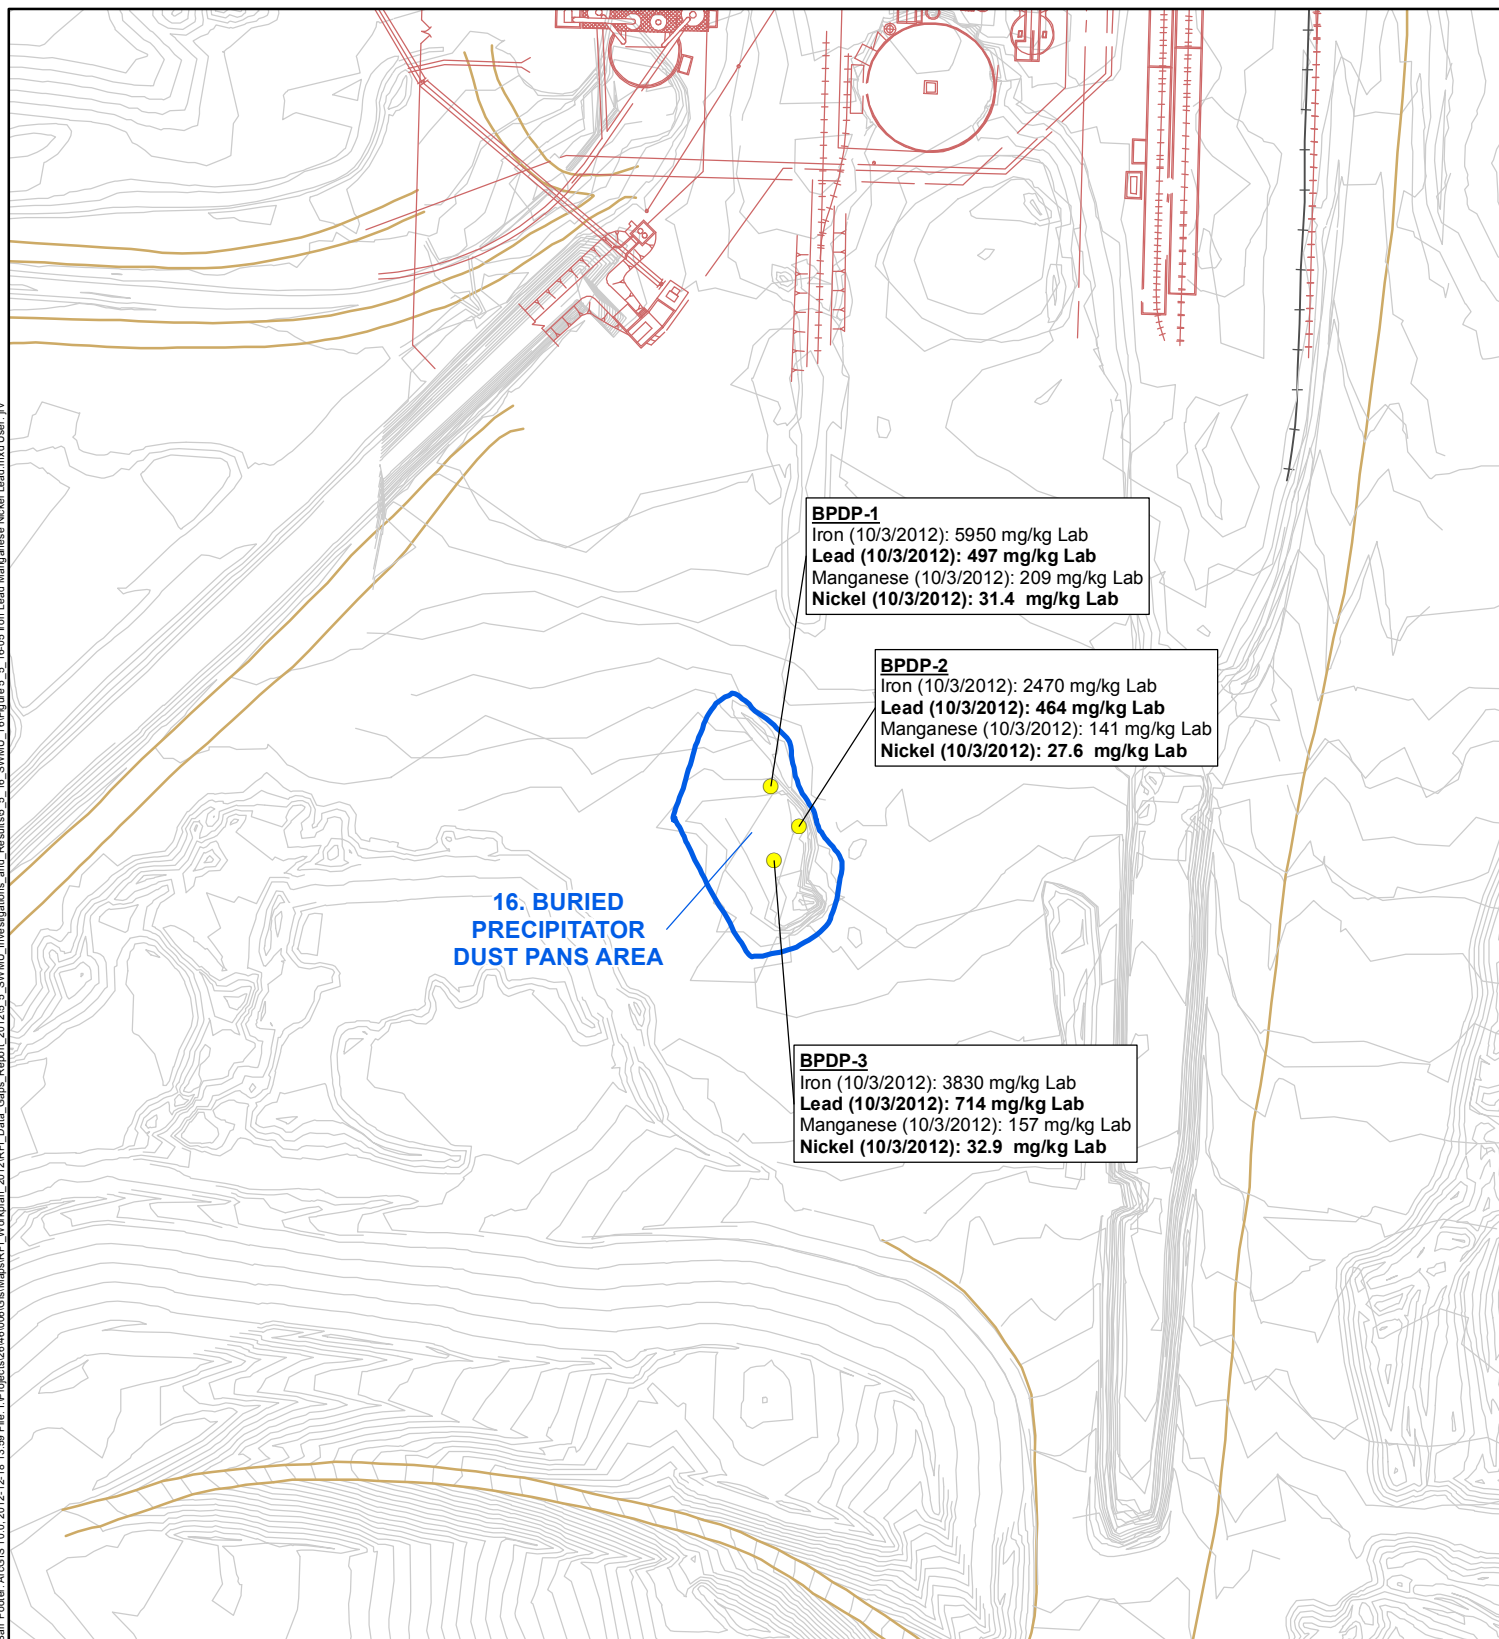 BPDP-1
Iron (10/3/2012): 5950 mg/kg Lab
Lead (10/3/2012): 497 mg/kg Lab
Manganese (10/3/2012): 209 mg/kg Lab
Nickel (10/3/2012): 31.4  mg/kg Lab
BPDP-2
Iron (10/3/2012): 2470 mg/kg Lab
Lead (10/3/2012): 464 mg/kg Lab
Manganese (10/3/2012): 141 mg/kg Lab
Nickel (10/3/2012): 27.6  mg/kg Lab
16. BURIED
PRECIPITATOR
DUST PANS AREA
BPDP-3
Iron (10/3/2012): 3830 mg/kg Lab
Lead (10/3/2012): 714 mg/kg Lab
Manganese (10/3/2012): 157 mg/kg Lab
Nickel (10/3/2012): 32.9  mg/kg Lab